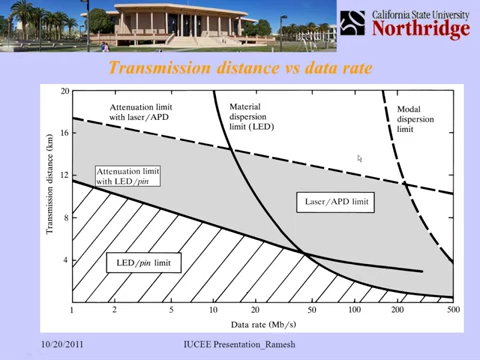 California State University
Northridge
Transmission distance vs data rate
20
16
12
8
4
Transmission distance (km)
Attenuation limit
with laser/APD
Material
dispersion
limit (LED)
Modal
dispersion
limit
Attenuation limit
with LED/pin
Laser/APD limit
LED/pin limit
1 2 5 10 20 50 100 200 500
Data rate (Mb/s)
10/20/2011 IUCEE Presentation_Ramesh